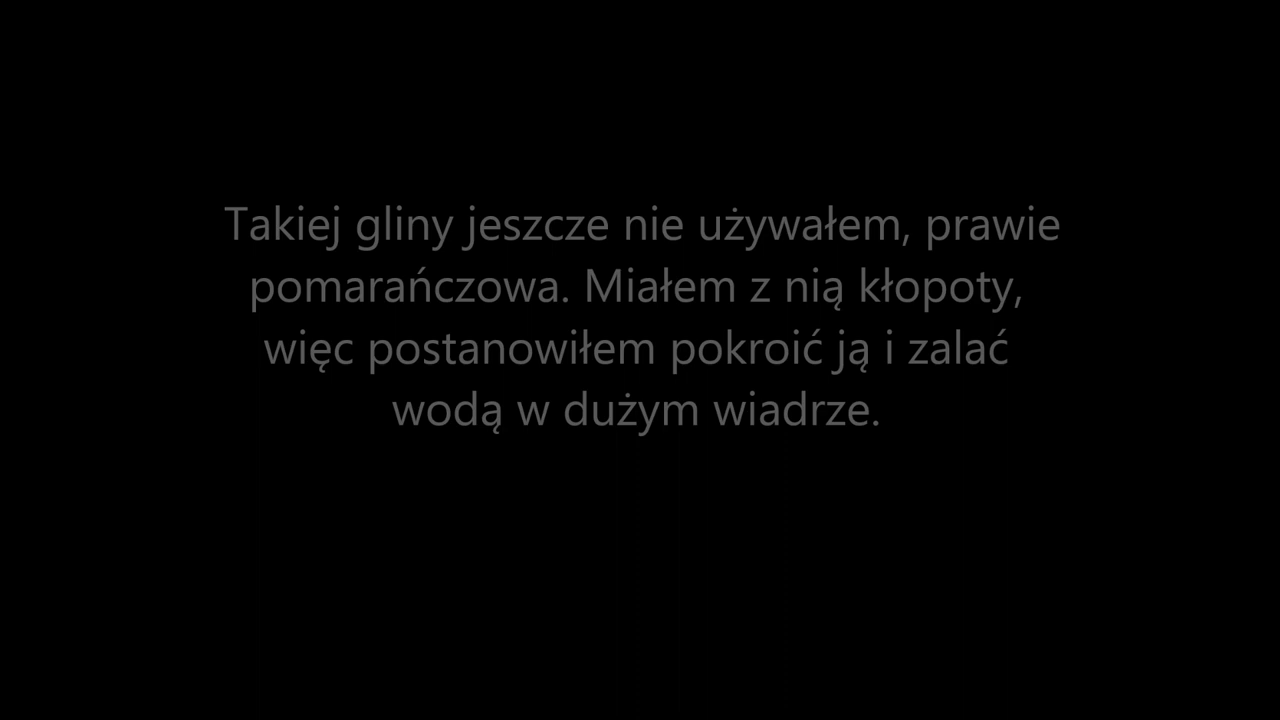 Takiej gliny jeszcze nie używałem, prawie
pomarańczowa. Miałem z nią kłopoty,
więc postanowiłem pokroić ją i zalać
wodą w dużym wiadrze.